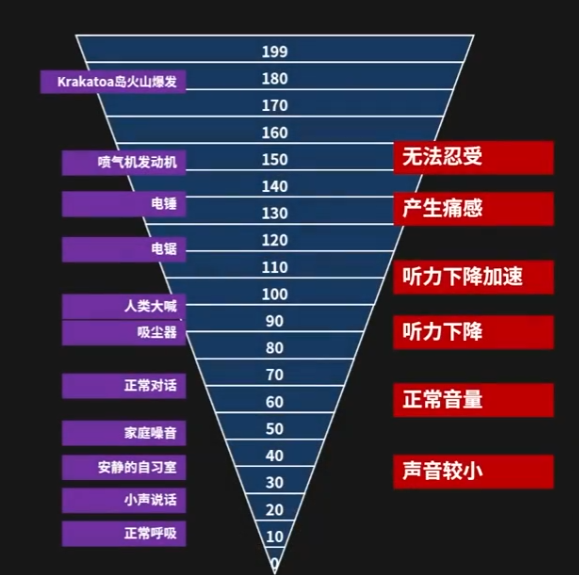 199
Krakatoa岛火山爆发
180
170
160
喷气机发动机
150
无法忍受
140
电锤
130
产生痛感
120
电锯
110
听力下降加速
100
人类大喊
90
吸尘器
听力下降
80
70
正常对话
60
正常音量
50
家庭噪音
40
安静的自习室
声音较小
30
小声说话
20
10
正常呼吸
0